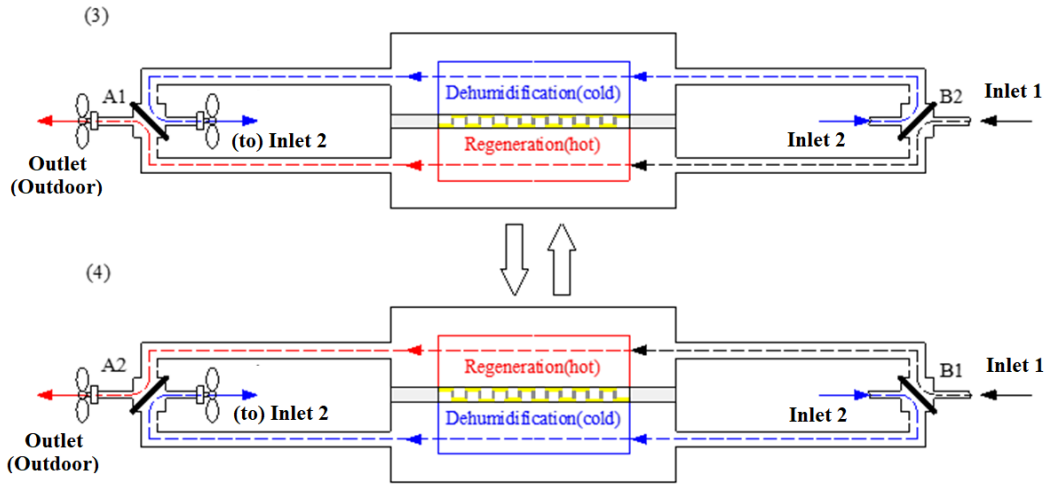 (3)
A1
Dehumidification(cold)
B2
Inlet 1
(to) Inlet 2
Inlet 2
Regeneration(hot)
Outlet
(Outdoor)
(4)
A2
Regeneration(hot)
B1
Inlet 1
(to) Inlet 2
Inlet 2
Dehumidification(cold)
Outlet
(Outdoor)